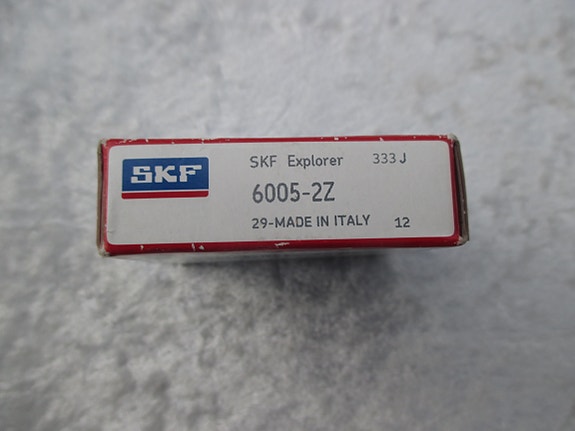 SKF
SKF Explorer 333 J
6005-2Z
29-MADE IN ITALY 12